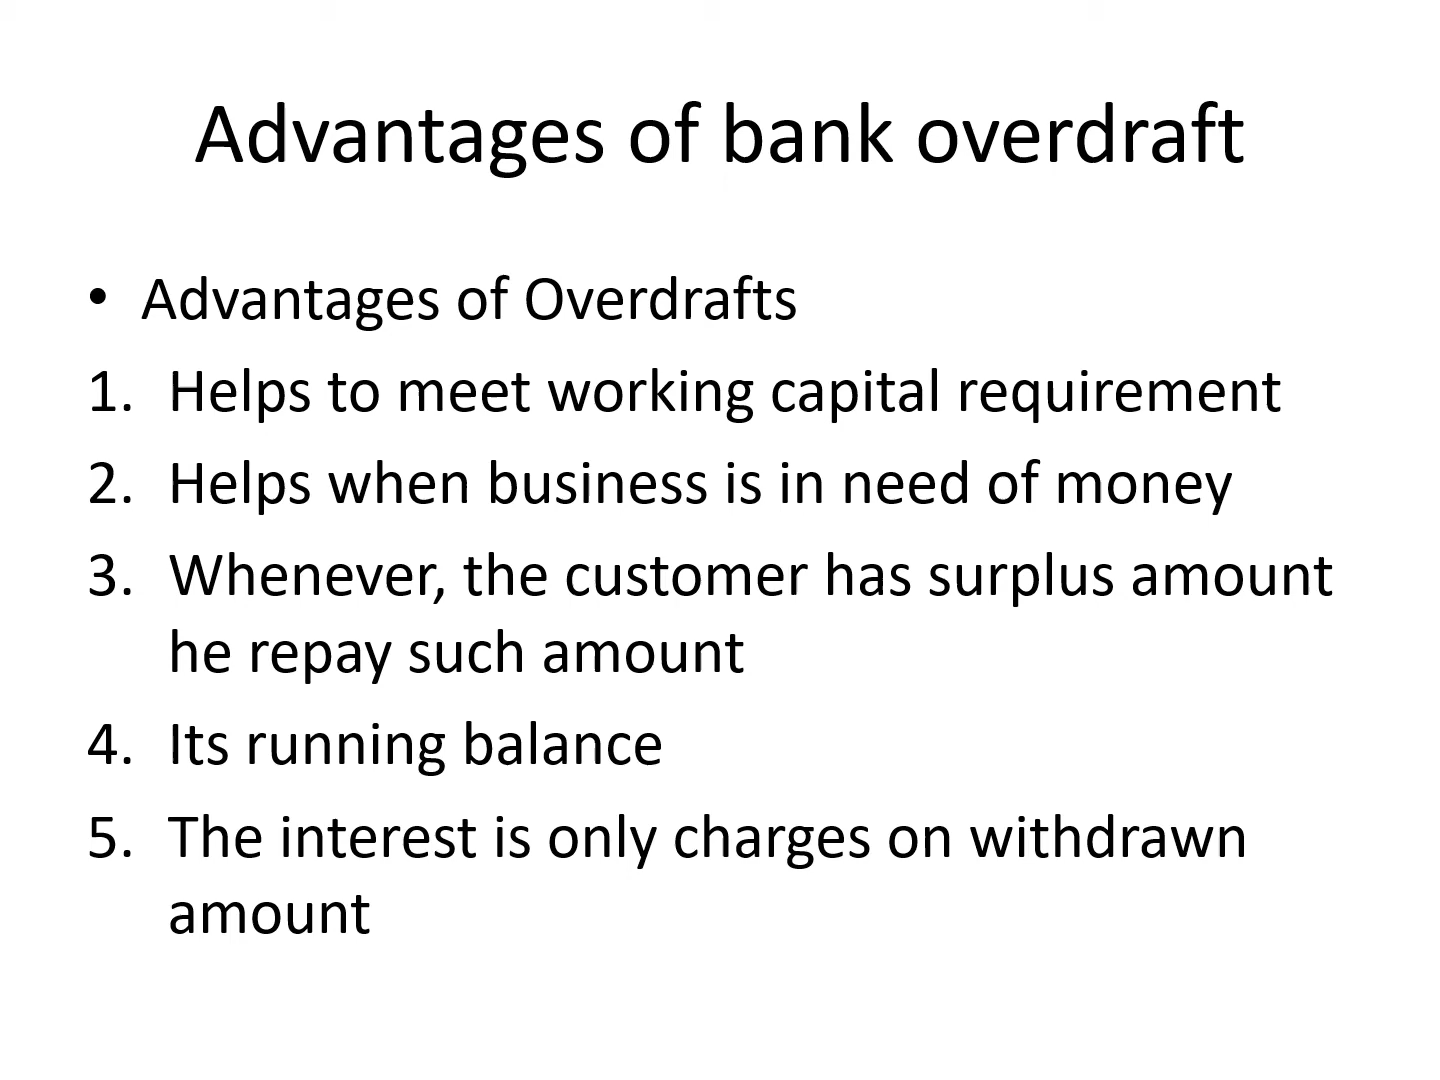 Advantages of bank overdraft
• Advantages of Overdrafts
1. Helps to meet working capital requirement
2. Helps when business is in need of money
3. Whenever, the customer has surplus amount
he repay such amount
4. Its running balance
5. The interest is only charges on withdrawn
amount